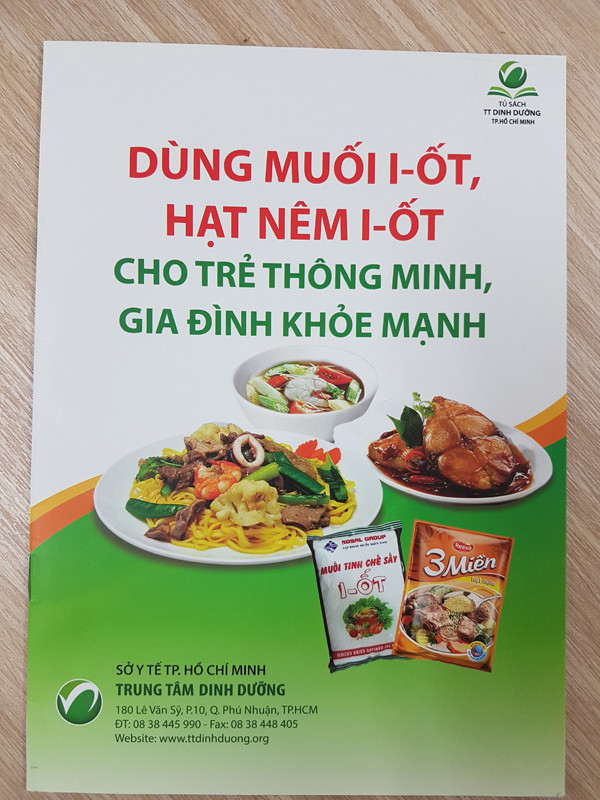 TỦ SÁCH
TT DINH DƯỠNG
TP.HỒ CHÍ MINH
DÙNG MUỐI I-ỐT,
HẠT NÊM I-ỐT
CHO TRẺ THÔNG MINH,
GIA ĐÌNH KHỎE MẠNH
SOSAL GROUP
MUỐI TINH CHẾ SẤY
I-ỐT
3 Miền
SỞ Y TẾ TP. HỒ CHÍ MINH
TRUNG TÂM DINH DƯỠNG
180 Lê Văn Sỹ, P.10, Q. Phú Nhuận, TP.HCM
ĐT: 08 38 445 990 - Fax: 08 38 448 405
Website: www.ttdinhduong.org